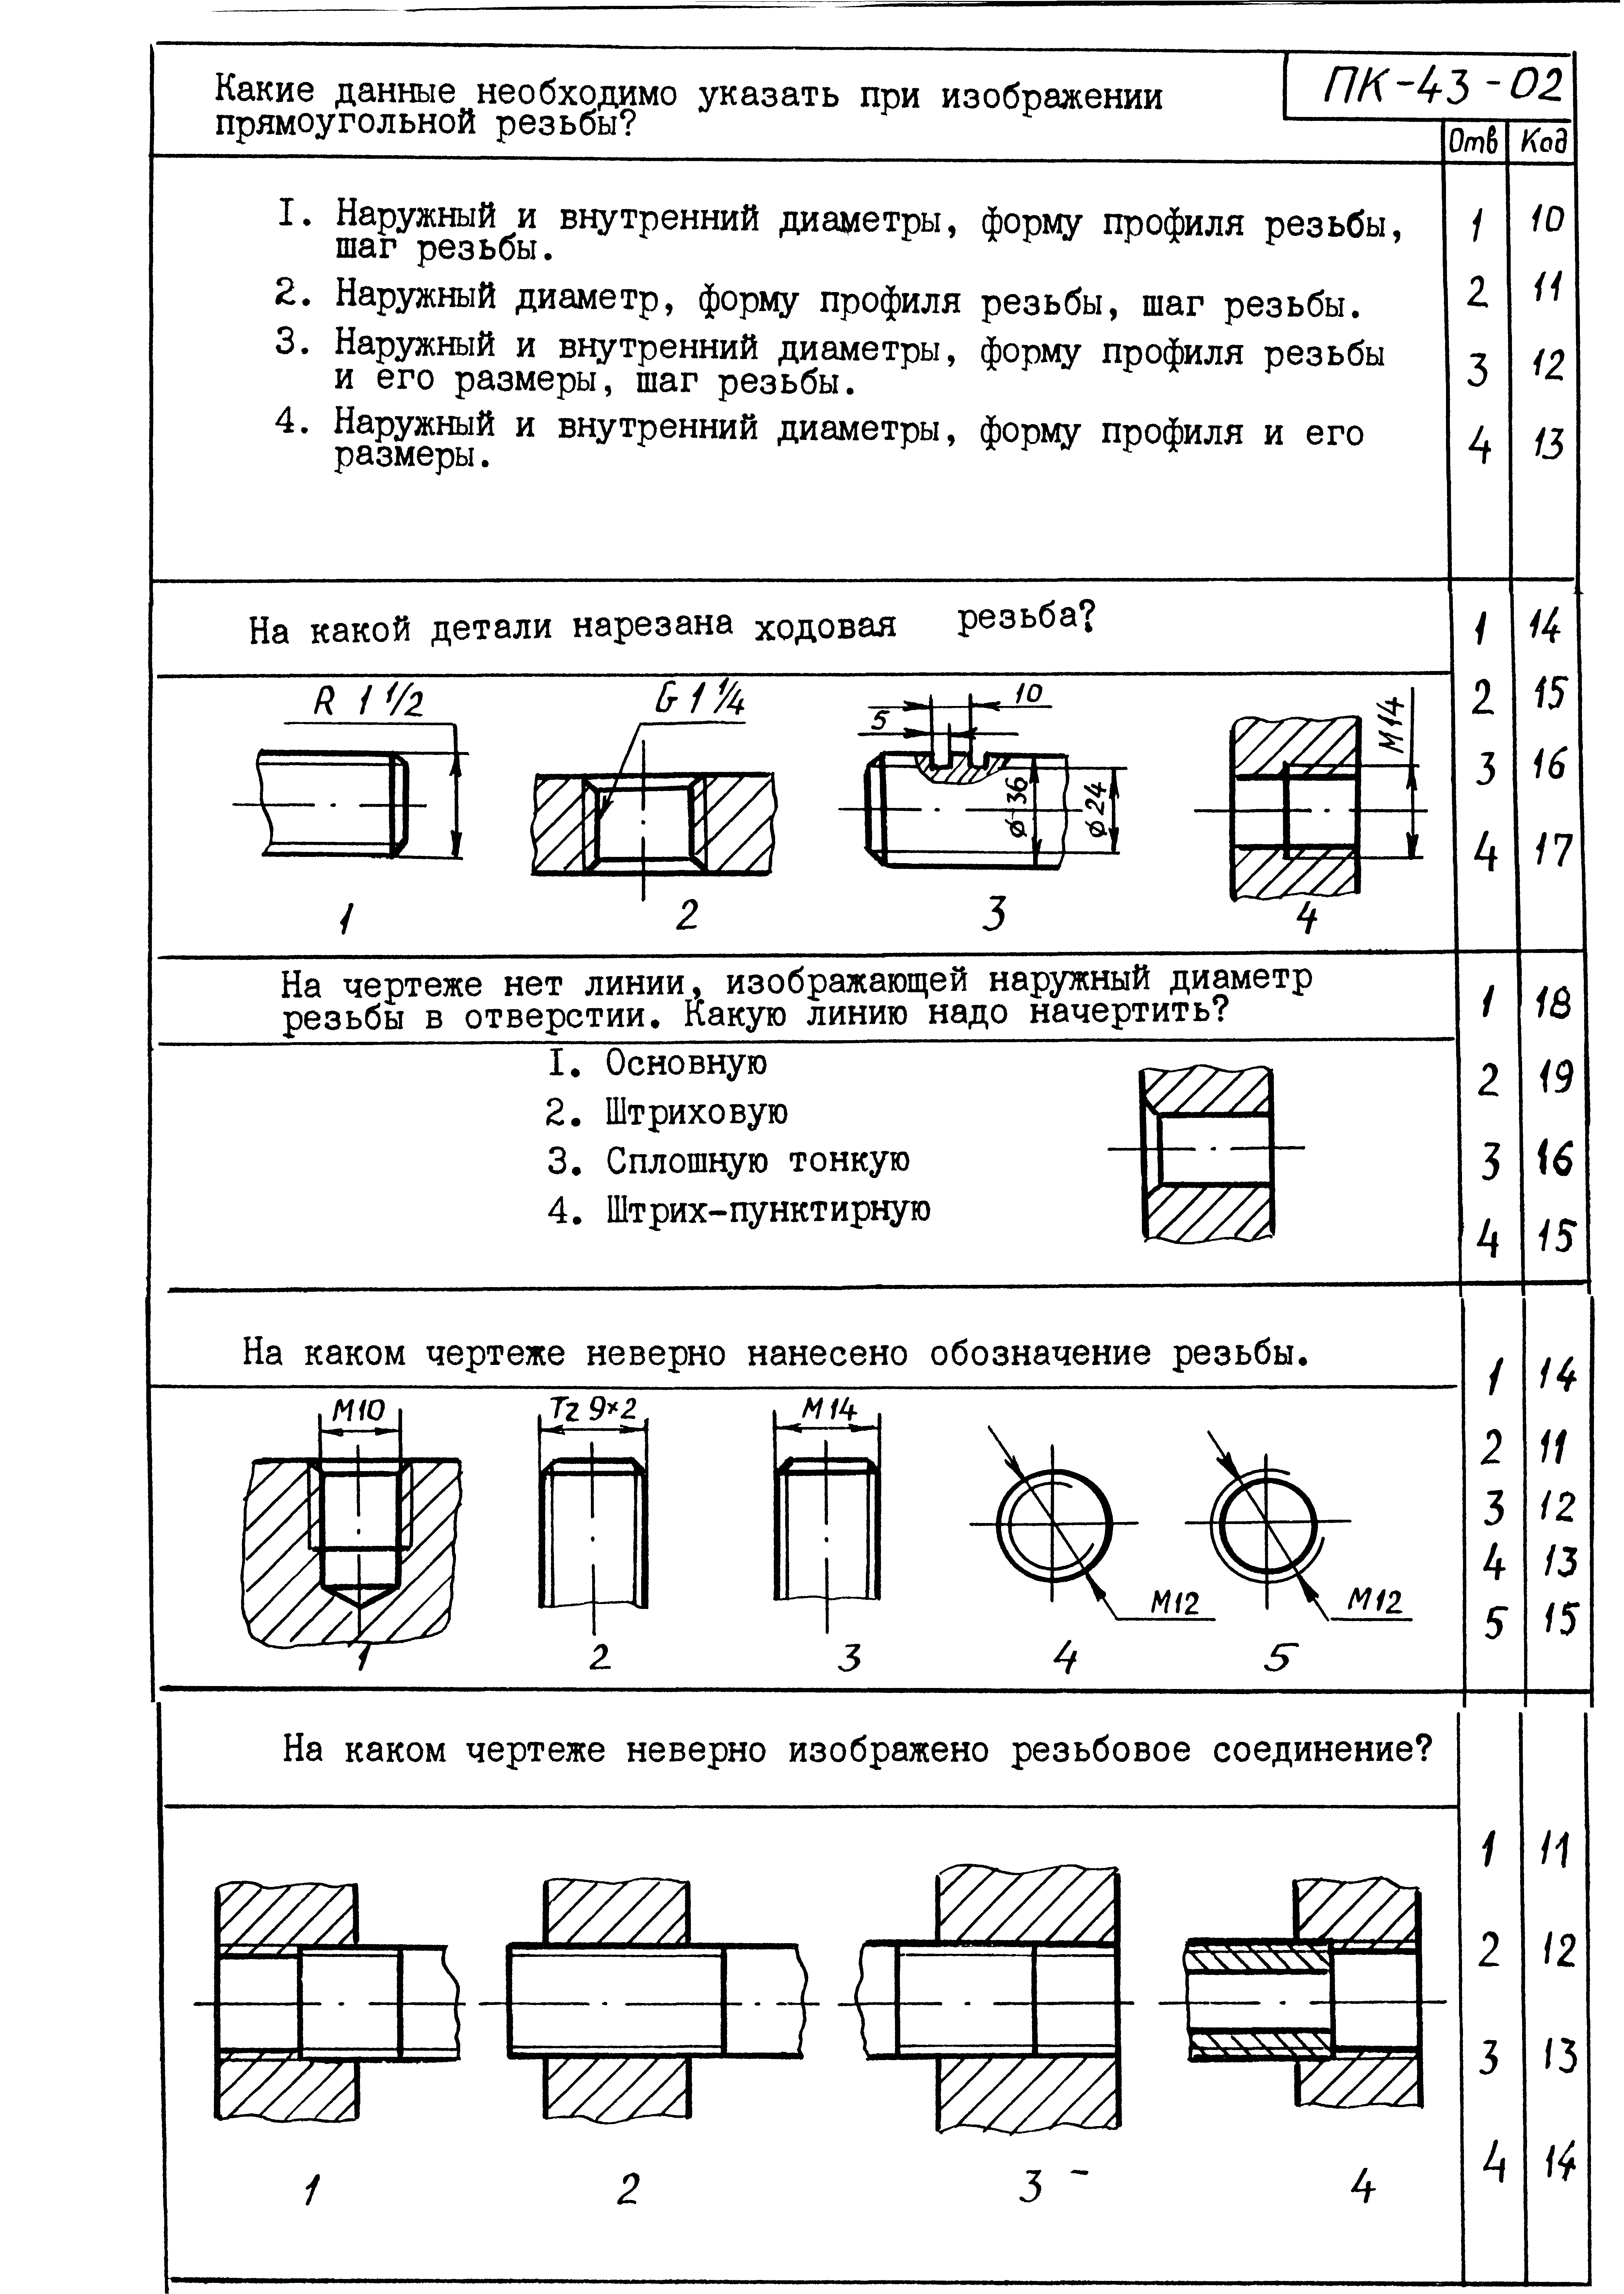 Какие данные необходимо указать при изображении
прямоугольной резьбы?
ПК-43-02
Отв Код
1. Наружный и внутренний диаметры, форму профиля резьбы,
шаг резьбы.
2. Наружный диаметр, форму профиля резьбы, шаг резьбы.
3. Наружный и внутренний диаметры, форму профиля резьбы
и его размеры, шаг резьбы.
4. Наружный и внутренний диаметры, форму профиля и его
размеры.
1 10
2 11
3 12
4 13
На какой детали нарезана ходовая резьба?
R 1 1/2
G 1 1/4
10
5
ø 36
ø 24
М14
1 2 3 4
1 14
2 15
3 16
4 17
На чертеже нет линии, изображающей наружный диаметр
резьбы в отверстии. Какую линию надо начертить?
1. Основную
2. Штриховую
3. Сплошную тонкую
4. Штрих-пунктирную
1 18
2 19
3 16
4 15
На каком чертеже неверно нанесено обозначение резьбы.
М10
Tz 9×2
М14
М12
М12
1 2 3 4 5
1 14
2 11
3 12
4 13
5 15
На каком чертеже неверно изображено резьбовое соединение?
1 2 3 - 4
1 11
2 12
3 13
4 14